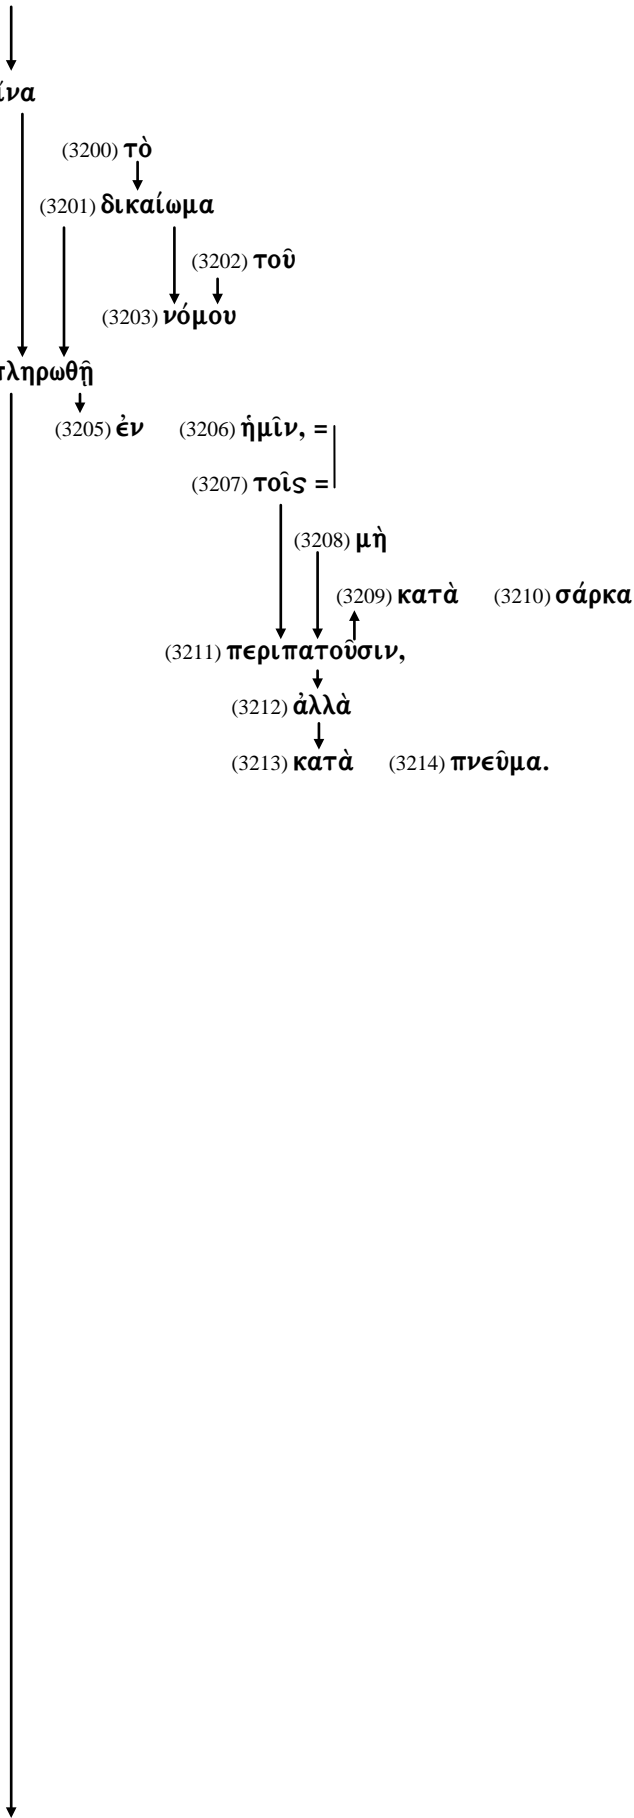 ἵνα
(3200) τὸ
(3201) δικαίωμα
(3202) τοῦ
(3203) νόμου
πληρωθῇ
(3205) ἐν (3206) ἡμῖν, =
(3207) τοῖς =
(3208) μὴ
(3209) κατὰ (3210) σάρκα
(3211) περιπατοῦσιν,
(3212) ἀλλὰ
(3213) κατὰ (3214) πνεῦμα.